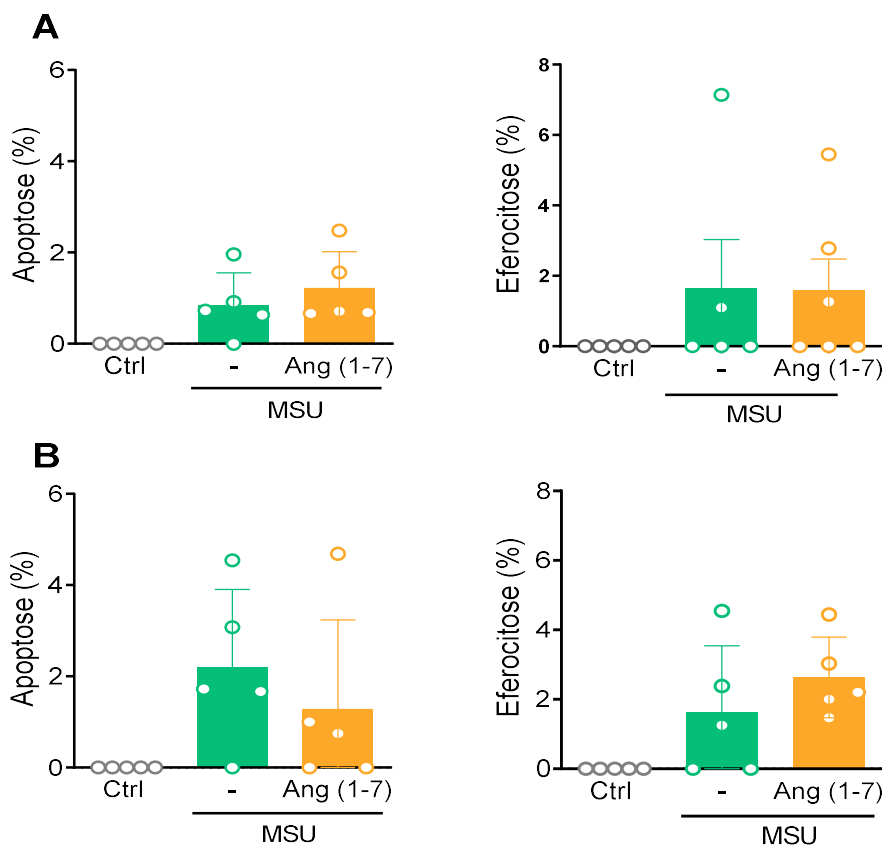 A
Apoptose (%)
6
4
2
0
Ctrl - Ang (1-7)
MSU
Eferocitose (%)
8
6
4
2
0
Ctrl - Ang (1-7)
MSU
B
Apoptose (%)
6
4
2
0
Ctrl - Ang (1-7)
MSU
Eferocitose (%)
8
6
4
2
0
Ctrl - Ang (1-7)
MSU